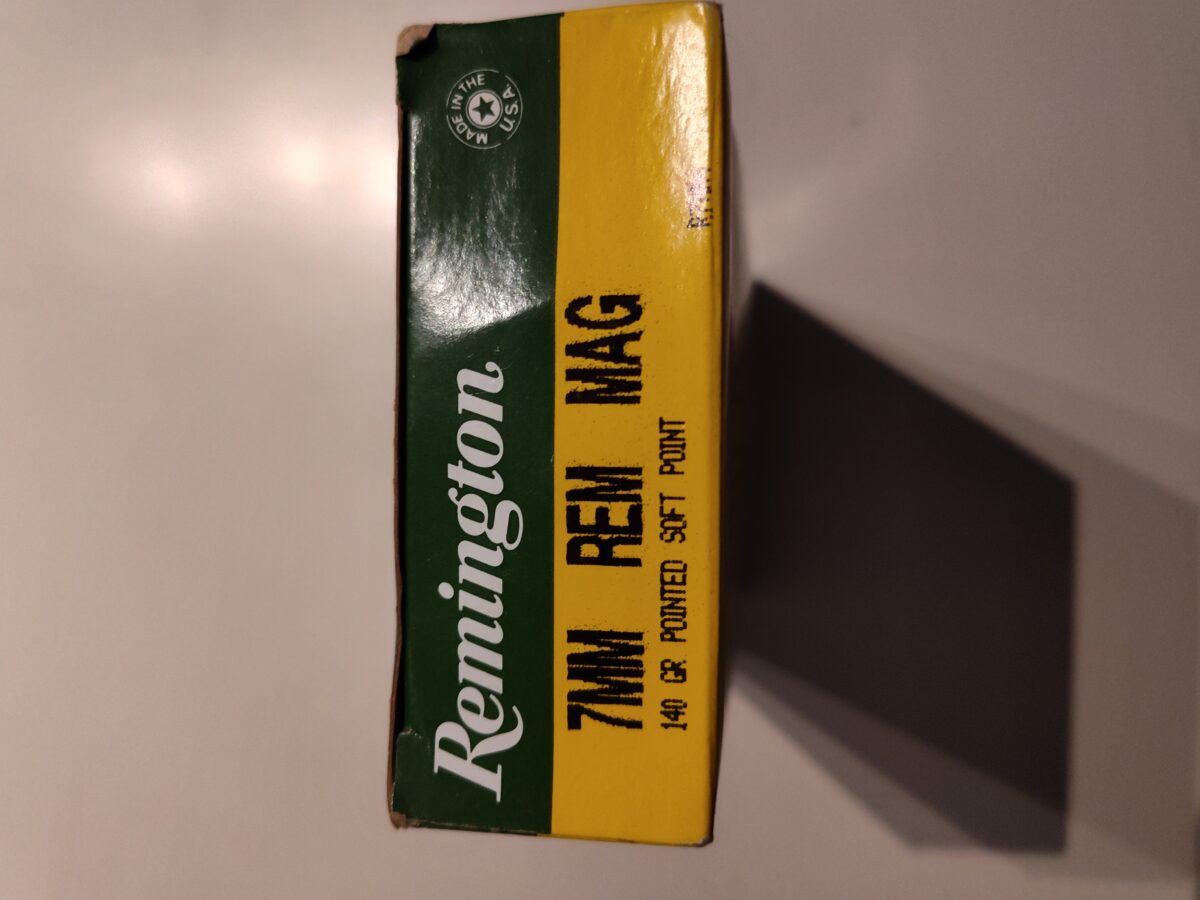 Remington
MADE IN THE U.S.A.
7MM REM MAG
140 GR POINTED SOFT POINT